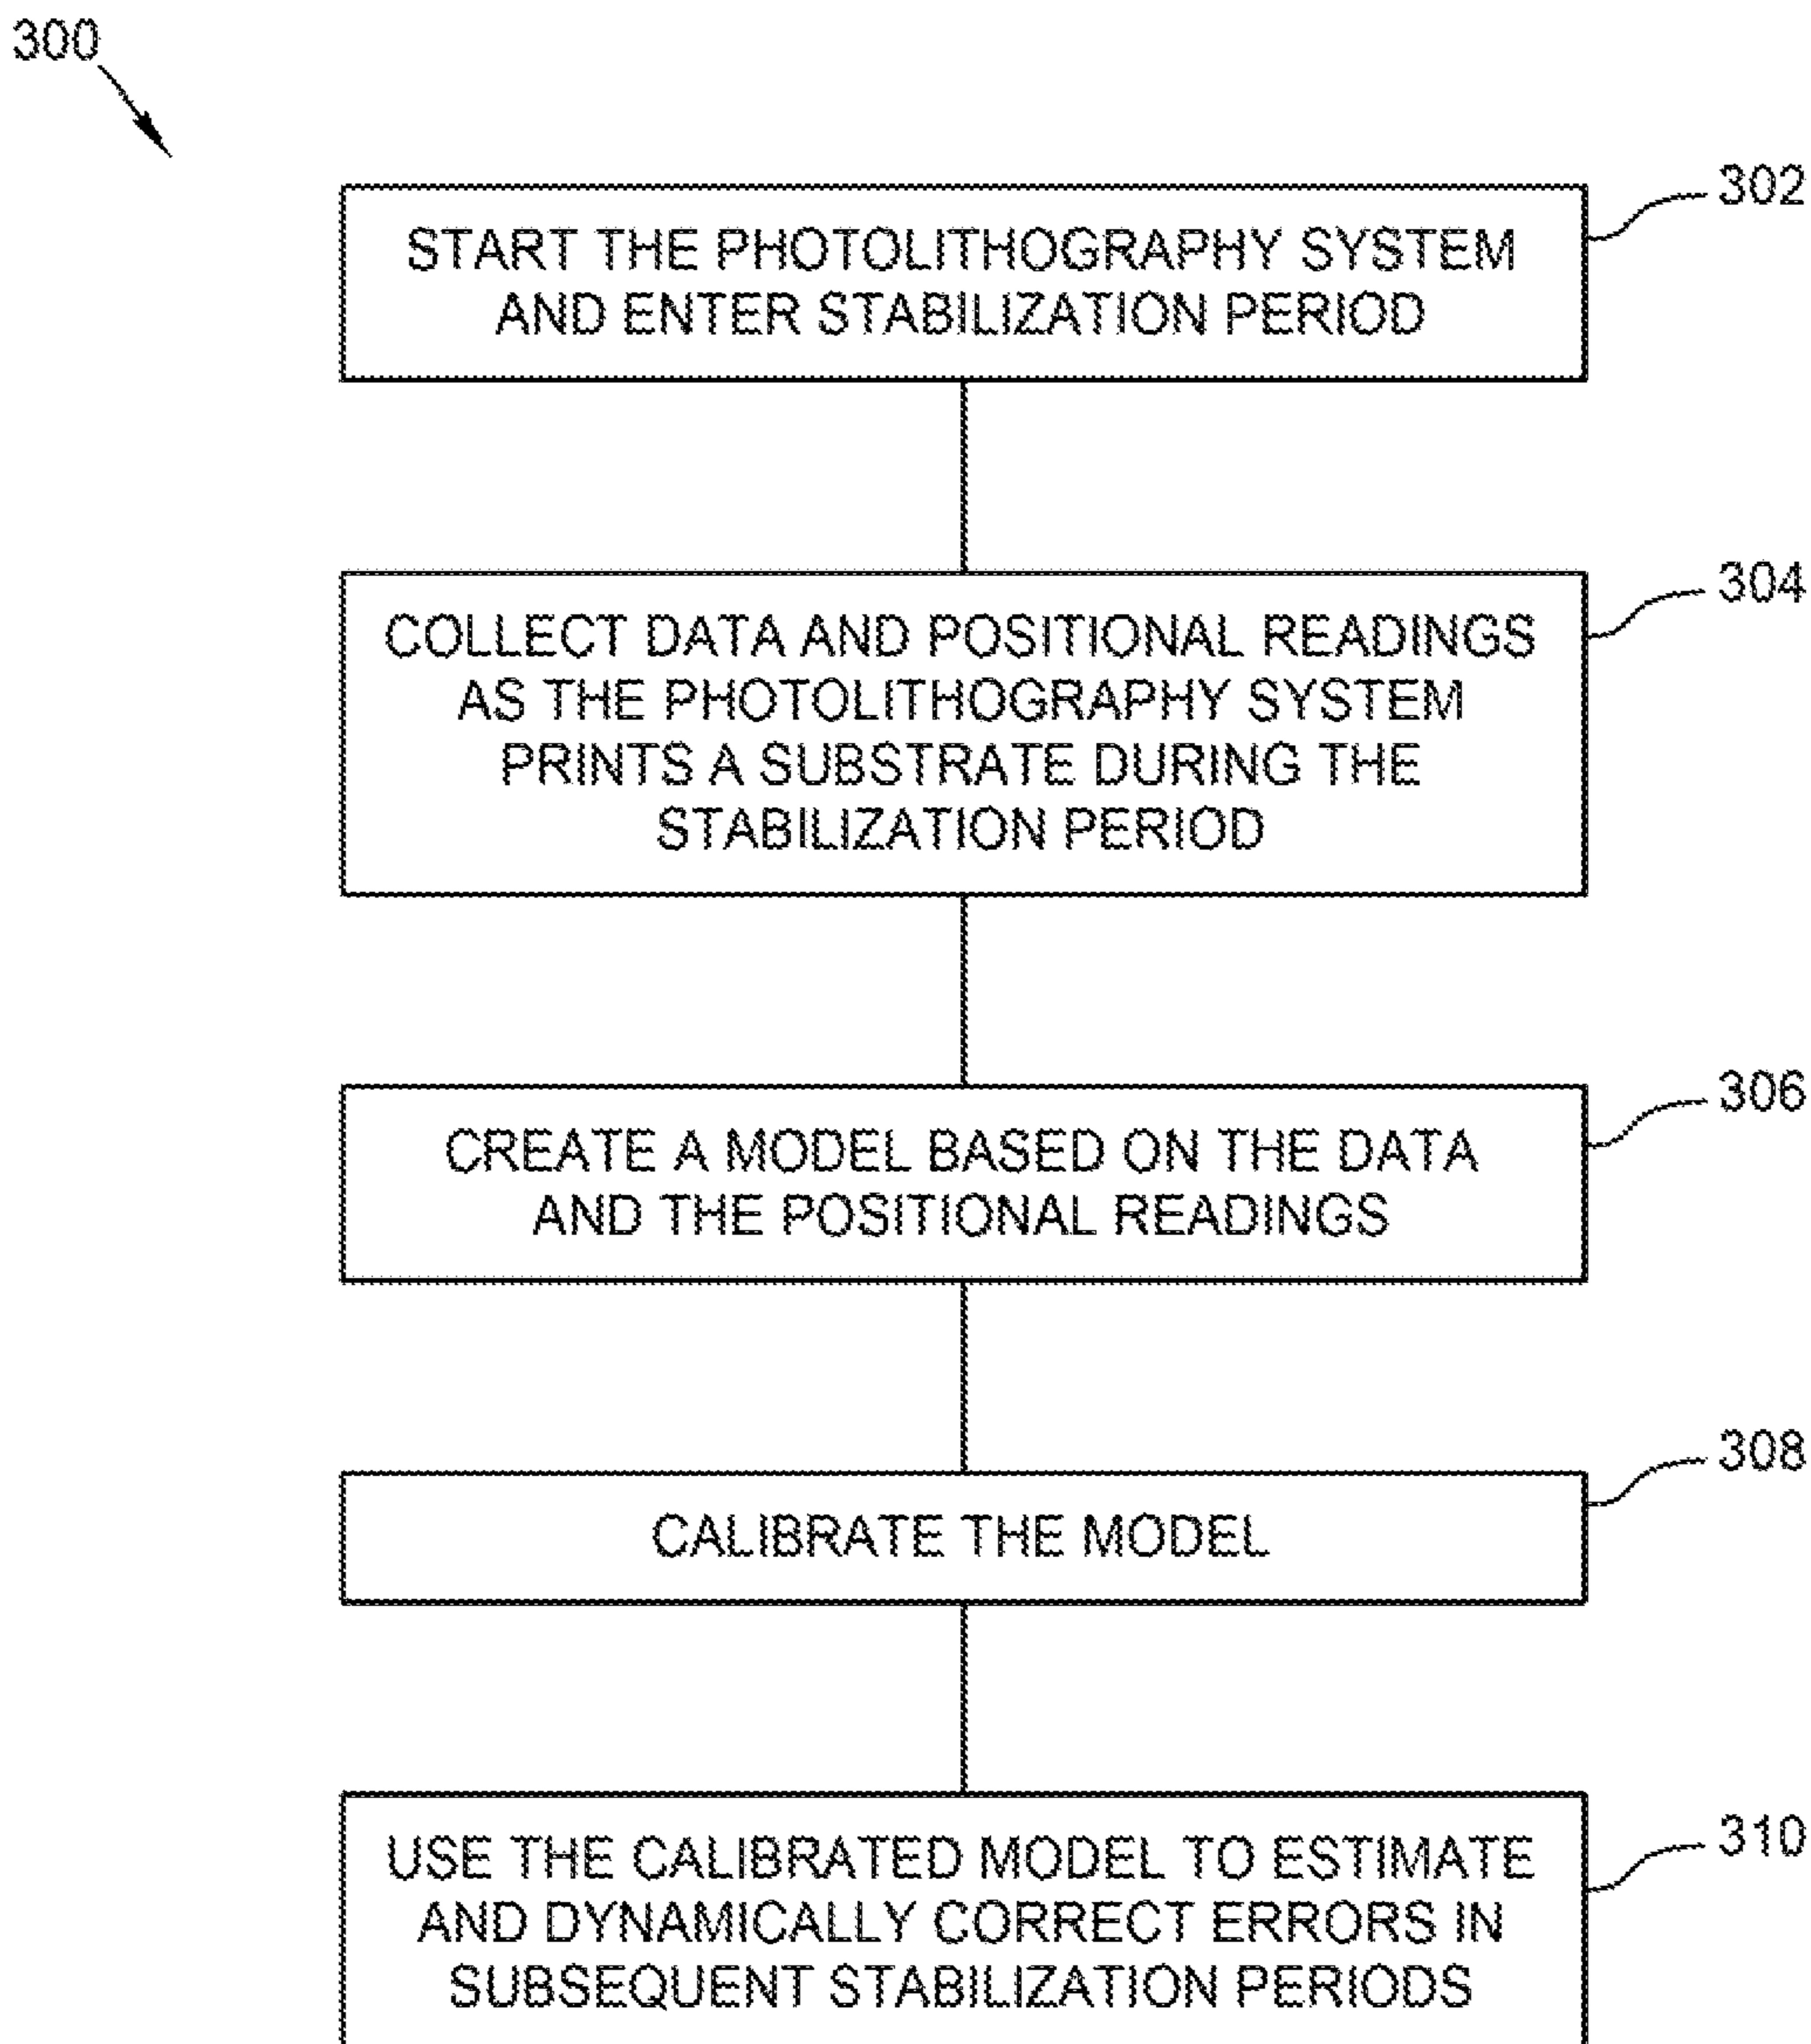 300
302
START THE PHOTOLITHOGRAPHY SYSTEM
AND ENTER STABILIZATION PERIOD
304
COLLECT DATA AND POSITIONAL READINGS
AS THE PHOTOLITHOGRAPHY SYSTEM
PRINTS A SUBSTRATE DURING THE
STABILIZATION PERIOD
306
CREATE A MODEL BASED ON THE DATA
AND THE POSITIONAL READINGS
308
CALIBRATE THE MODEL
310
USE THE CALIBRATED MODEL TO ESTIMATE
AND DYNAMICALLY CORRECT ERRORS IN
SUBSEQUENT STABILIZATION PERIODS